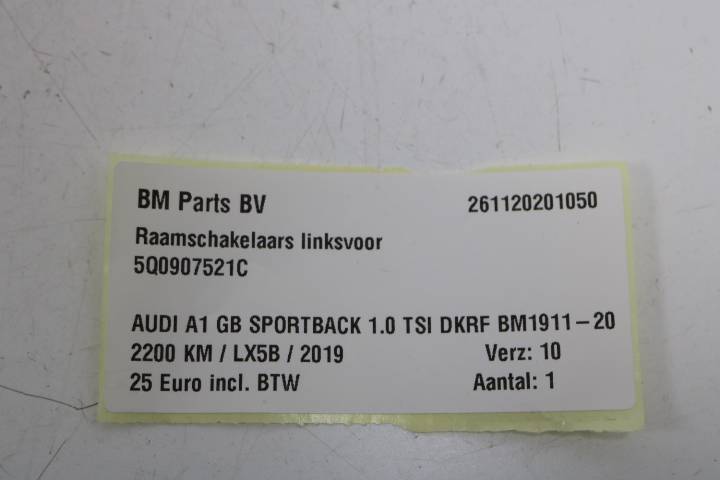 BM Parts BV 261120201050
Raamschakelaars linksvoor
5Q0907521C
AUDI A1 GB SPORTBACK 1.0 TSI DKRF BM1911-20
2200 KM / LX5B / 2019 Verz: 10
25 Euro incl. BTW Aantal: 1